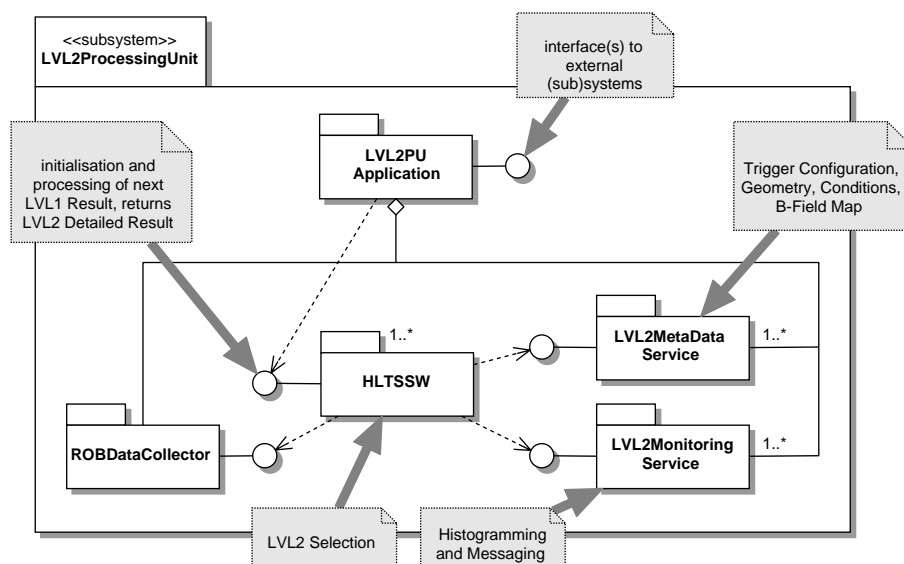 <<subsystem>>
LVL2ProcessingUnit
interface(s) to
external
(sub)systems
initialisation and
processing of next
LVL1 Result, returns
LVL2 Detailed Result
LVL2PU
Application
Trigger Configuration,
Geometry, Conditions,
B-Field Map
1..*
HLTSSW
LVL2MetaData
Service
1..*
ROBDataCollector
LVL2Monitoring
Service
1..*
LVL2 Selection
Histogramming
and Messaging